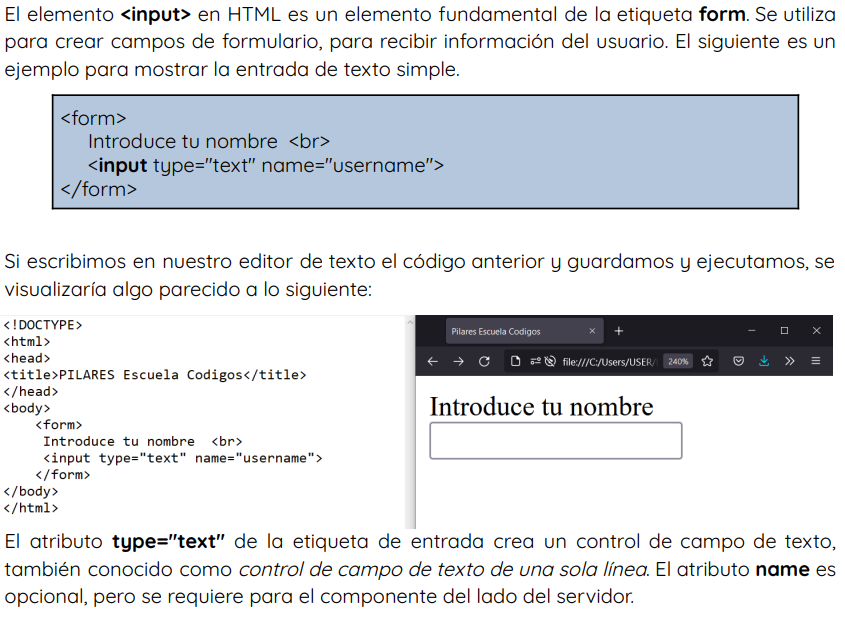 El elemento <input> en HTML es un elemento fundamental de la etiqueta form. Se utiliza
para crear campos de formulario, para recibir información del usuario. El siguiente es un
ejemplo para mostrar la entrada de texto simple.
<form>
Introduce tu nombre <br>
<input type="text" name="username">
</form>
Si escribimos en nuestro editor de texto el código anterior y guardamos y ejecutamos, se
visualizaría algo parecido a lo siguiente:
<!DOCTYPE>
<html>
<head>
<title>PILARES Escuela Codigos</title>
</head>
<body>
<form>
Introduce tu nombre <br>
<input type="text" name="username">
</form>
</body>
</html>
Pilares Escuela Codigos
file:///C:/Users/USER/
240%
Introduce tu nombre
El atributo type="text" de la etiqueta de entrada crea un control de campo de texto,
también conocido como control de campo de texto de una sola línea. El atributo name es
opcional, pero se requiere para el componente del lado del servidor.